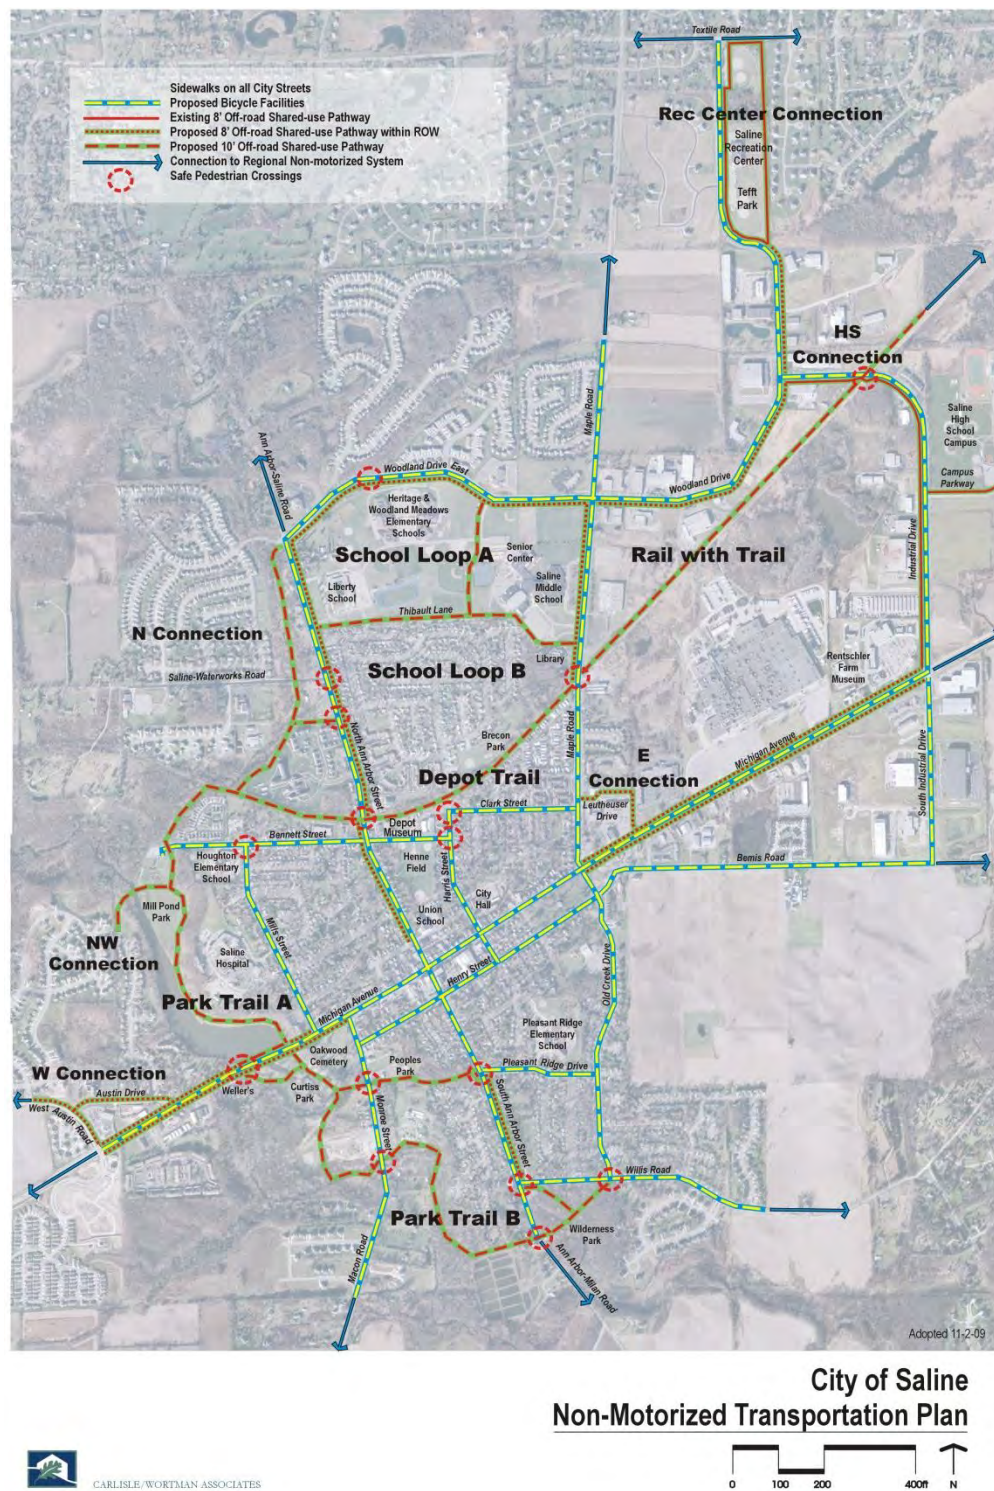 Textile Road
Sidewalks on all City Streets
Proposed Bicycle Facilities
Existing 8' Off-road Shared-use Pathway
Proposed 8' Off-road Shared-use Pathway within ROW
Proposed 10' Off-road Shared-use Pathway
Connection to Regional Non-motorized System
Safe Pedestrian Crossings
Rec Center Connection
Saline
Recreation
Center
Tefft
Park
HS
Connection
Saline
High
School
Campus
Campus
Parkway
Maple Road
Ann Arbor-Saline Road
Woodland Drive East
Woodland Drive
Heritage &
Woodland Meadows
Elementary
Schools
School Loop A
Senior
Center
Saline
Middle
School
Rail with Trail
Industrial Drive
Liberty
School
Thibault Lane
N Connection
Library
School Loop B
Saline-Waterworks Road
Rentschler
Farm
Museum
North Ann Arbor Street
Brecon
Park
Maple Road
Michigan Avenue
South Industrial Drive
E
Connection
Depot Trail
Clark Street
Leutheuser
Drive
Depot
Museum
Bennett Street
Houghton
Elementary
School
Henne
Field
Harris Street
City
Hall
Bemis Road
Mill Pond
Park
Mills Street
Union
School
NW
Connection
Saline
Hospital
Henry Street
Old Creek Drive
Park Trail A
Michigan Avenue
Pleasant Ridge
Elementary
School
Oakwood
Cemetery
Peoples
Park
Pleasant Ridge Drive
W Connection
Weller's
Curtiss
Park
Austin Drive
West Austin Road
Monroe Street
South Ann Arbor Street
Willis Road
Park Trail B
Wilderness
Park
Macon Road
Ann Arbor-Milan Road
Adopted 11-2-09
City of Saline
Non-Motorized Transportation Plan
CARLISLE/WORTMAN ASSOCIATES
0 100 200 400ft N